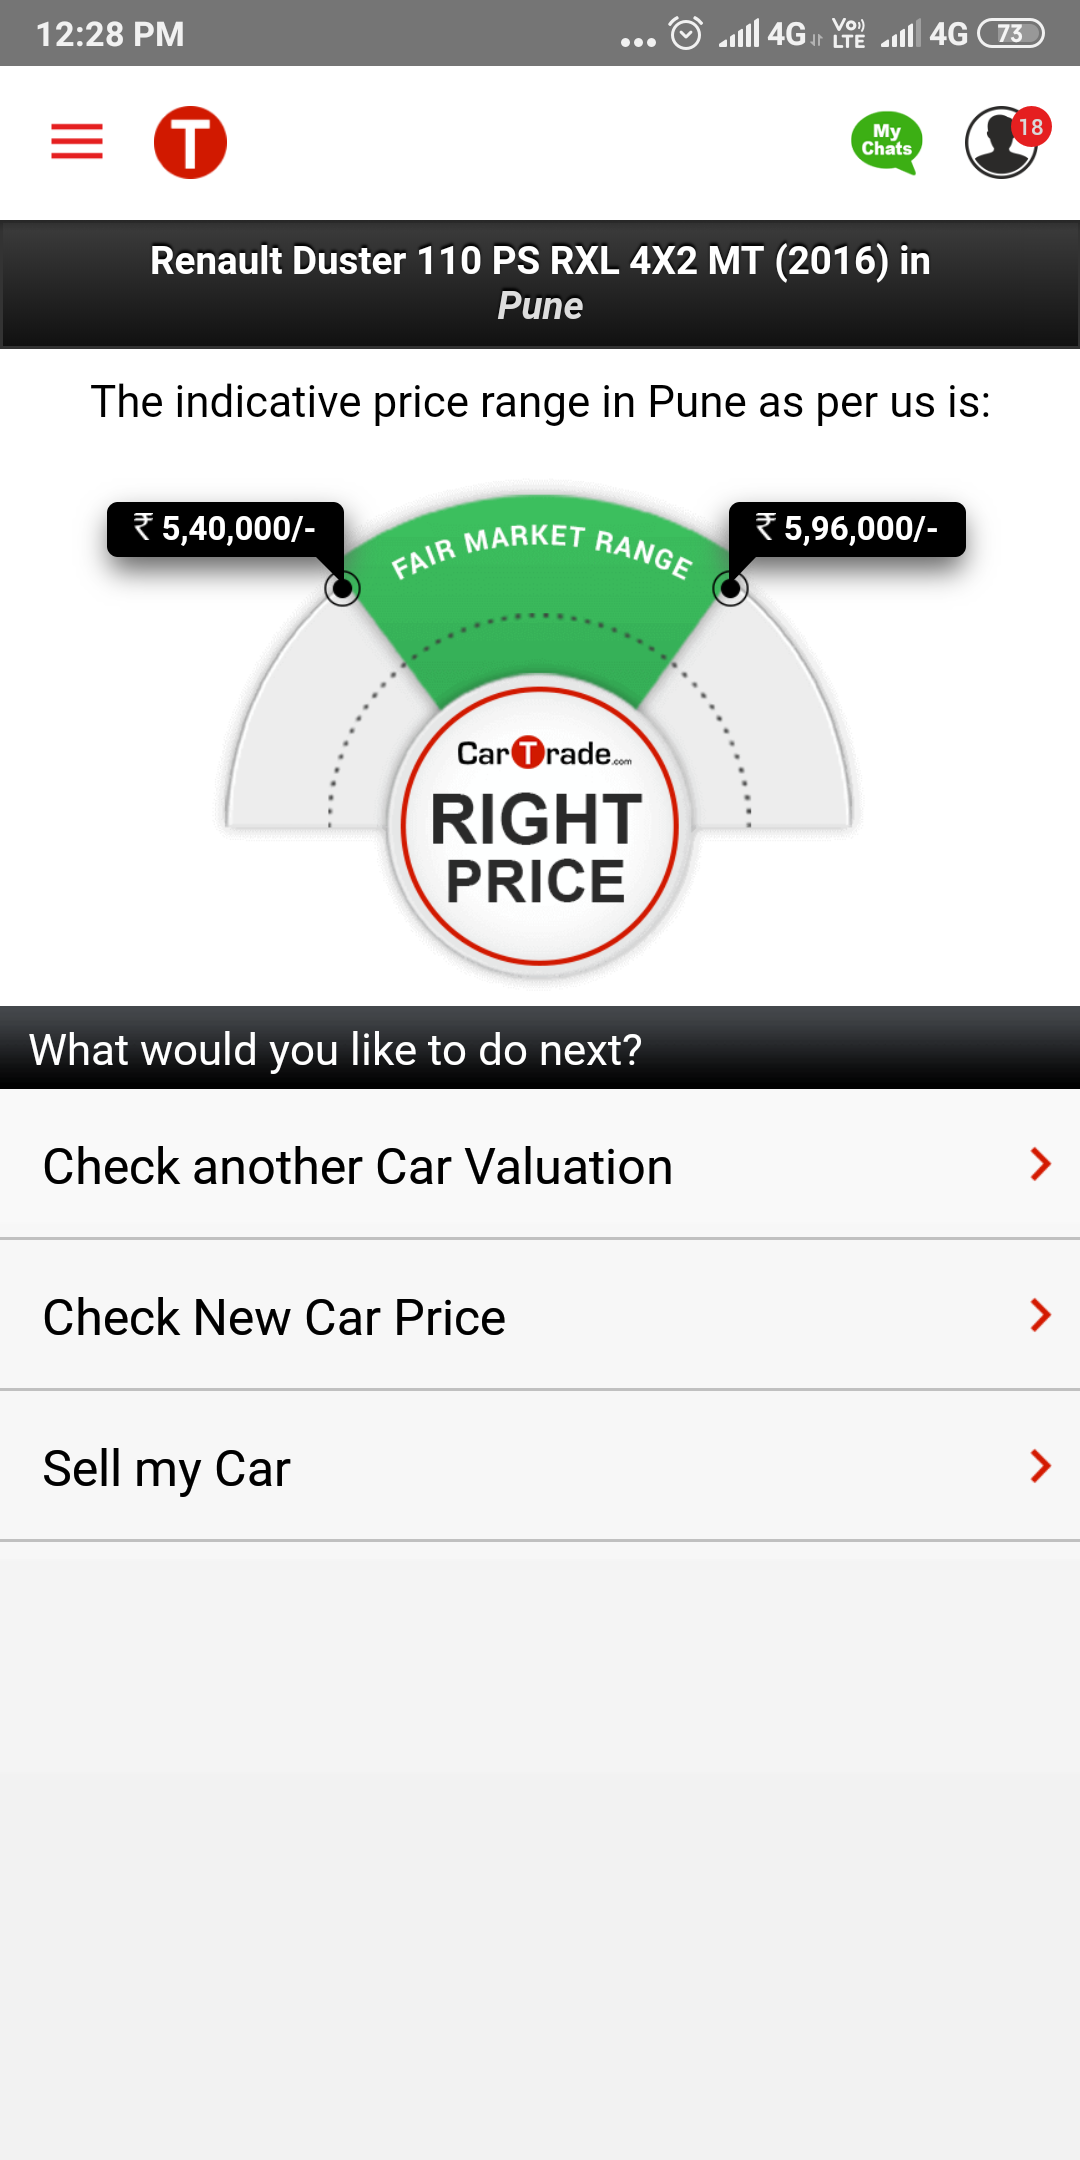 12:28 PM
... 4G Vo)) LTE 4G 73
T
My
Chats
18
Renault Duster 110 PS RXL 4X2 MT (2016) in
Pune
The indicative price range in Pune as per us is:
₹ 5,40,000/-
FAIR MARKET RANGE
₹ 5,96,000/-
CarTrade.com
RIGHT
PRICE
What would you like to do next?
Check another Car Valuation
Check New Car Price
Sell my Car